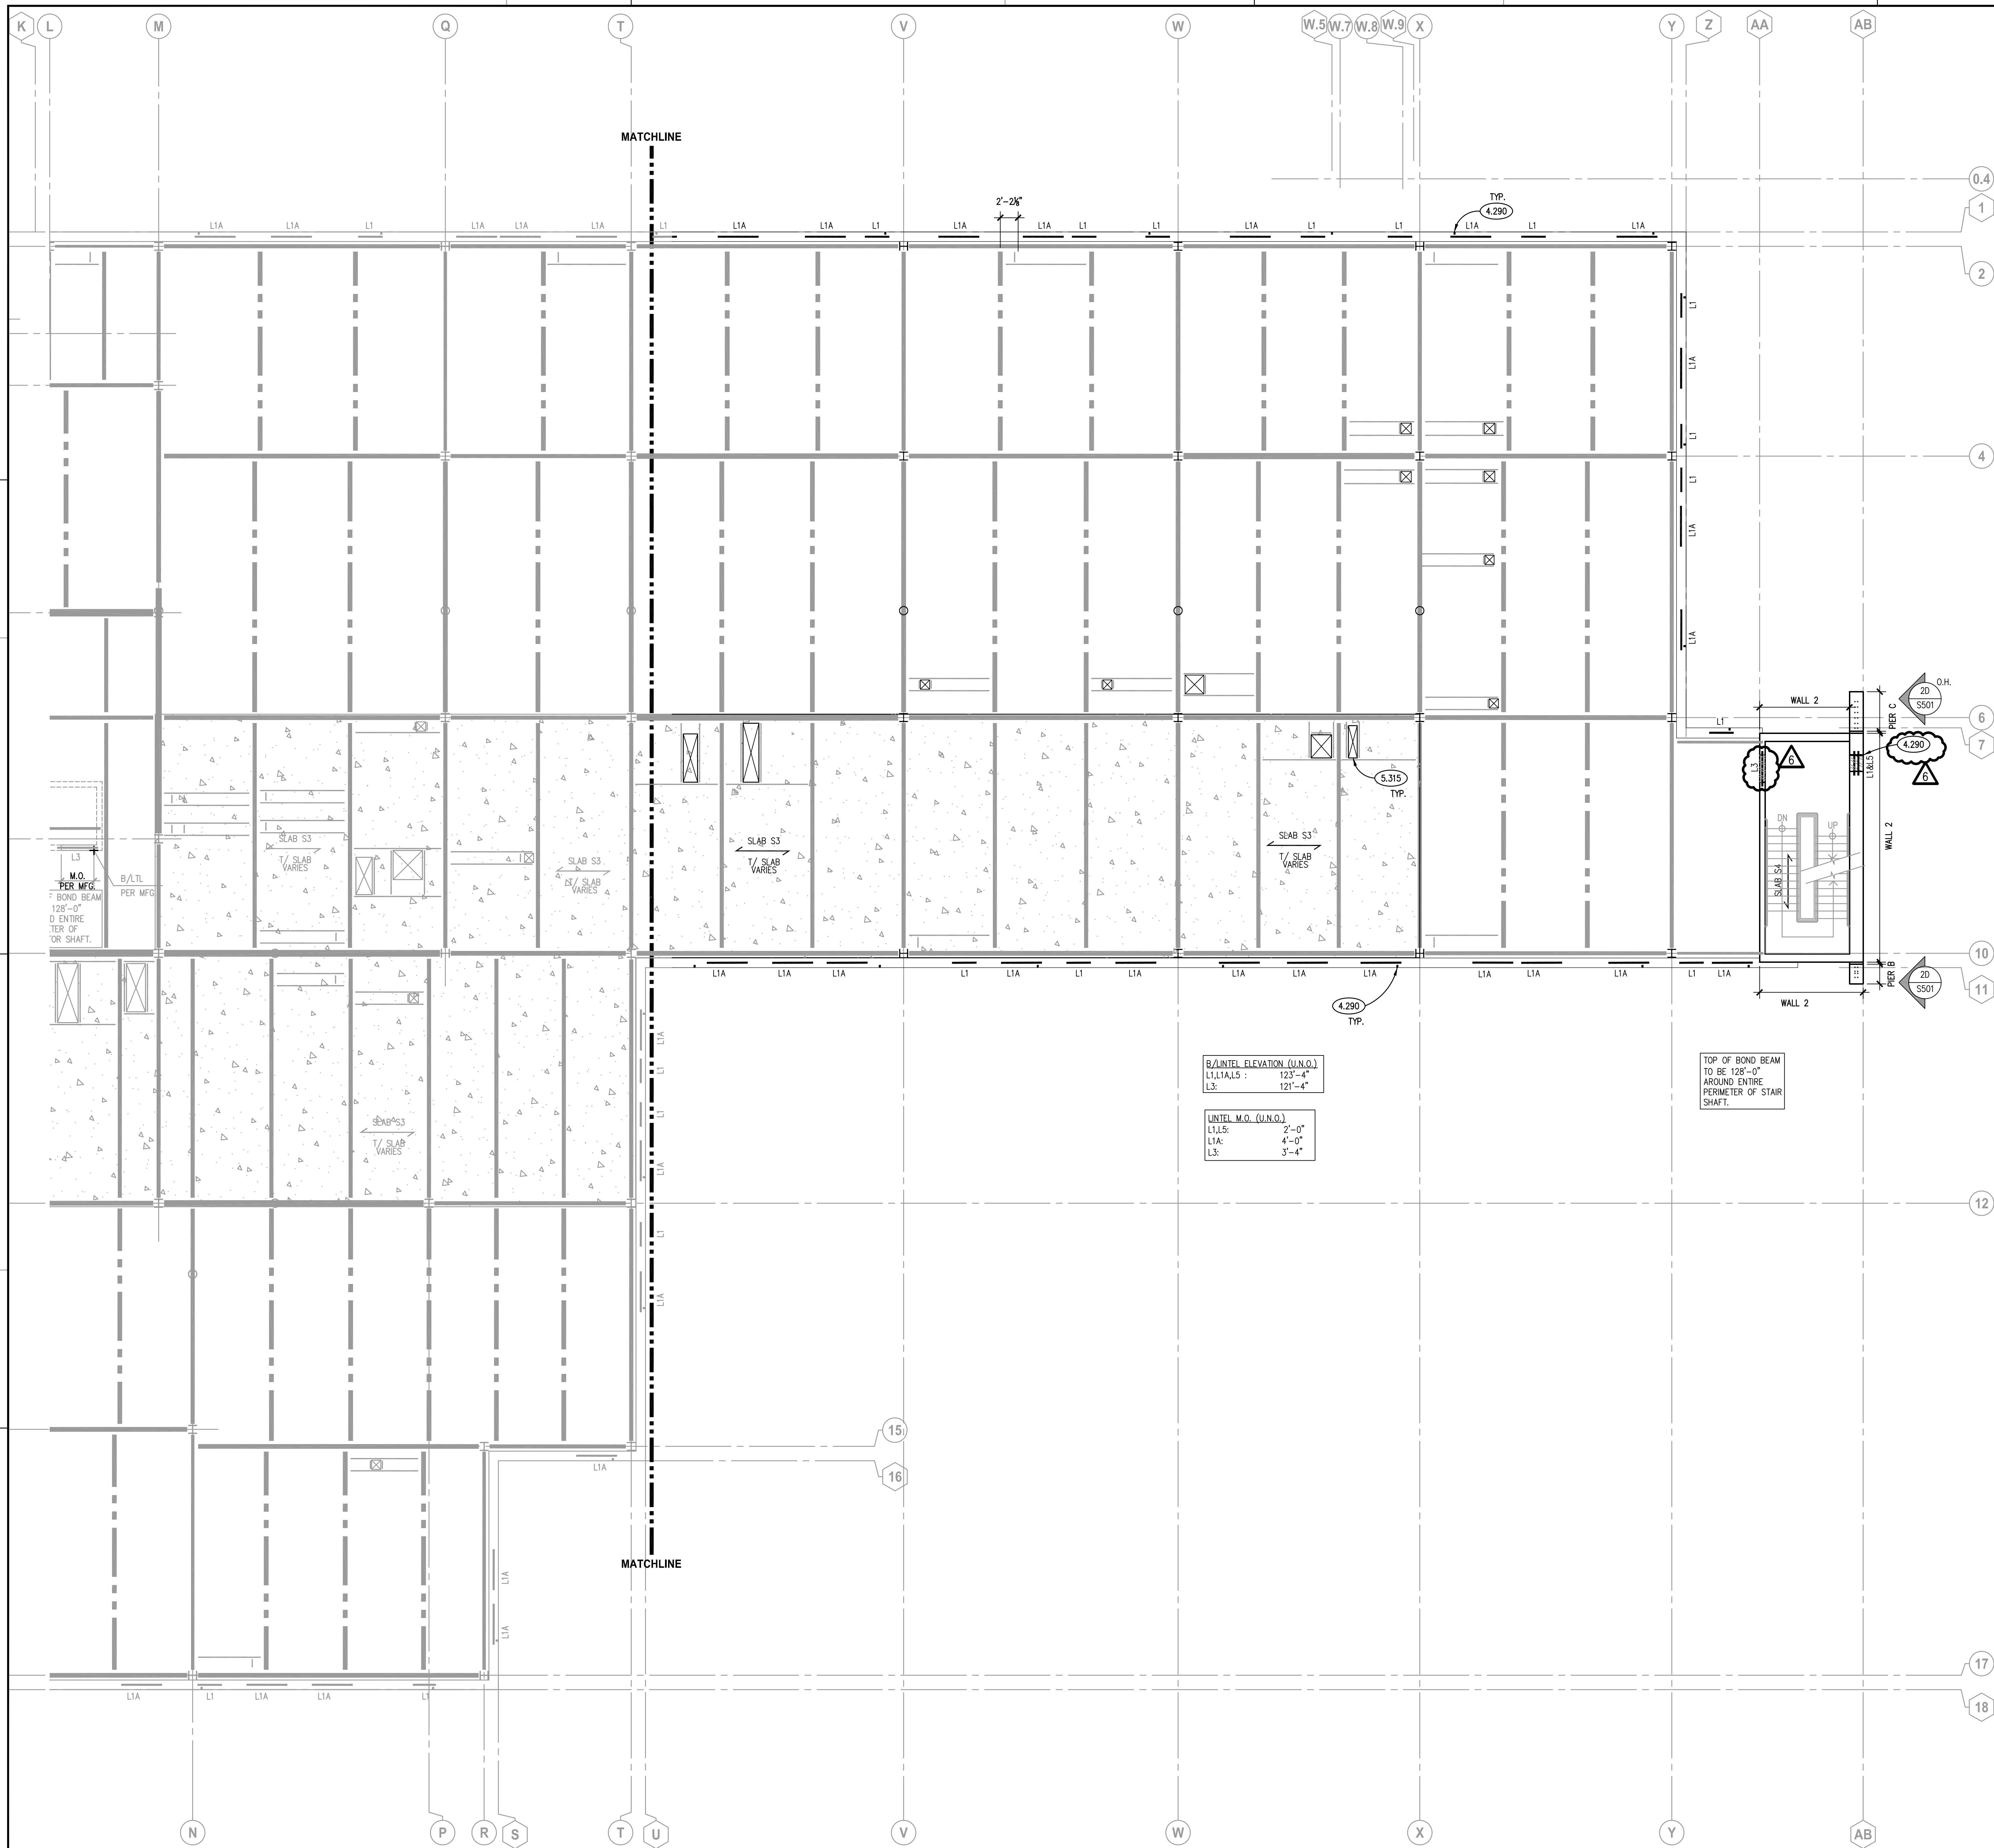 K
L
M
Q
T
V
W
W.5
W.7
W.8
W.9
X
Y
Z
AA
AB
MATCHLINE
0.4
1
2'-2⅛"
TYP.
4.290
L1A
L1A
L1
L1A
L1A
L1A
L1
L1A
L1A
L1
L1A
L1A
L1
L1
L1A
L1
L1
L1A
L1
L1A
2
L1
L1A
L1
4
L1
L1A
L1A
WALL 2
PIER C
2D
S501
O.H.
6
L1
7
4.290
L3
6
6
L1&L5
5.315
TYP.
DN
UP
WALL 2
SLAB S4
SLAB S3
T/ SLAB
VARIES
SLAB S3
T/ SLAB
VARIES
SLAB S3
T/ SLAB
VARIES
SLAB S3
T/ SLAB
VARIES
L3
M.O.
PER MFG.
B/LTL
PER MFG
F BOND BEAM
128'-0"
D ENTIRE
TER OF
TOR SHAFT.
10
L1A
L1A
L1A
L1
L1A
L1
L1A
L1A
L1A
L1A
L1A
L1A
L1A
L1
L1A
PIER B
2D
S501
11
WALL 2
4.290
TYP.
L1A
L1
L1
L1A
B/LINTEL ELEVATION (U.N.O.)
L1,L1A,L5 : 123'-4"
L3: 121'-4"
TOP OF BOND BEAM
TO BE 128'-0"
AROUND ENTIRE
PERIMETER OF STAIR
SHAFT.
LINTEL M.O. (U.N.O.)
L1,L5: 2'-0"
L1A: 4'-0"
L3: 3'-4"
SLAB S3
T/ SLAB
VARIES
12
L1
L1A
15
L1A
16
MATCHLINE
L1A
L1A
17
L1A
L1
L1A
L1A
L1
18
N
P
R
S
T
U
V
W
X
Y
AB